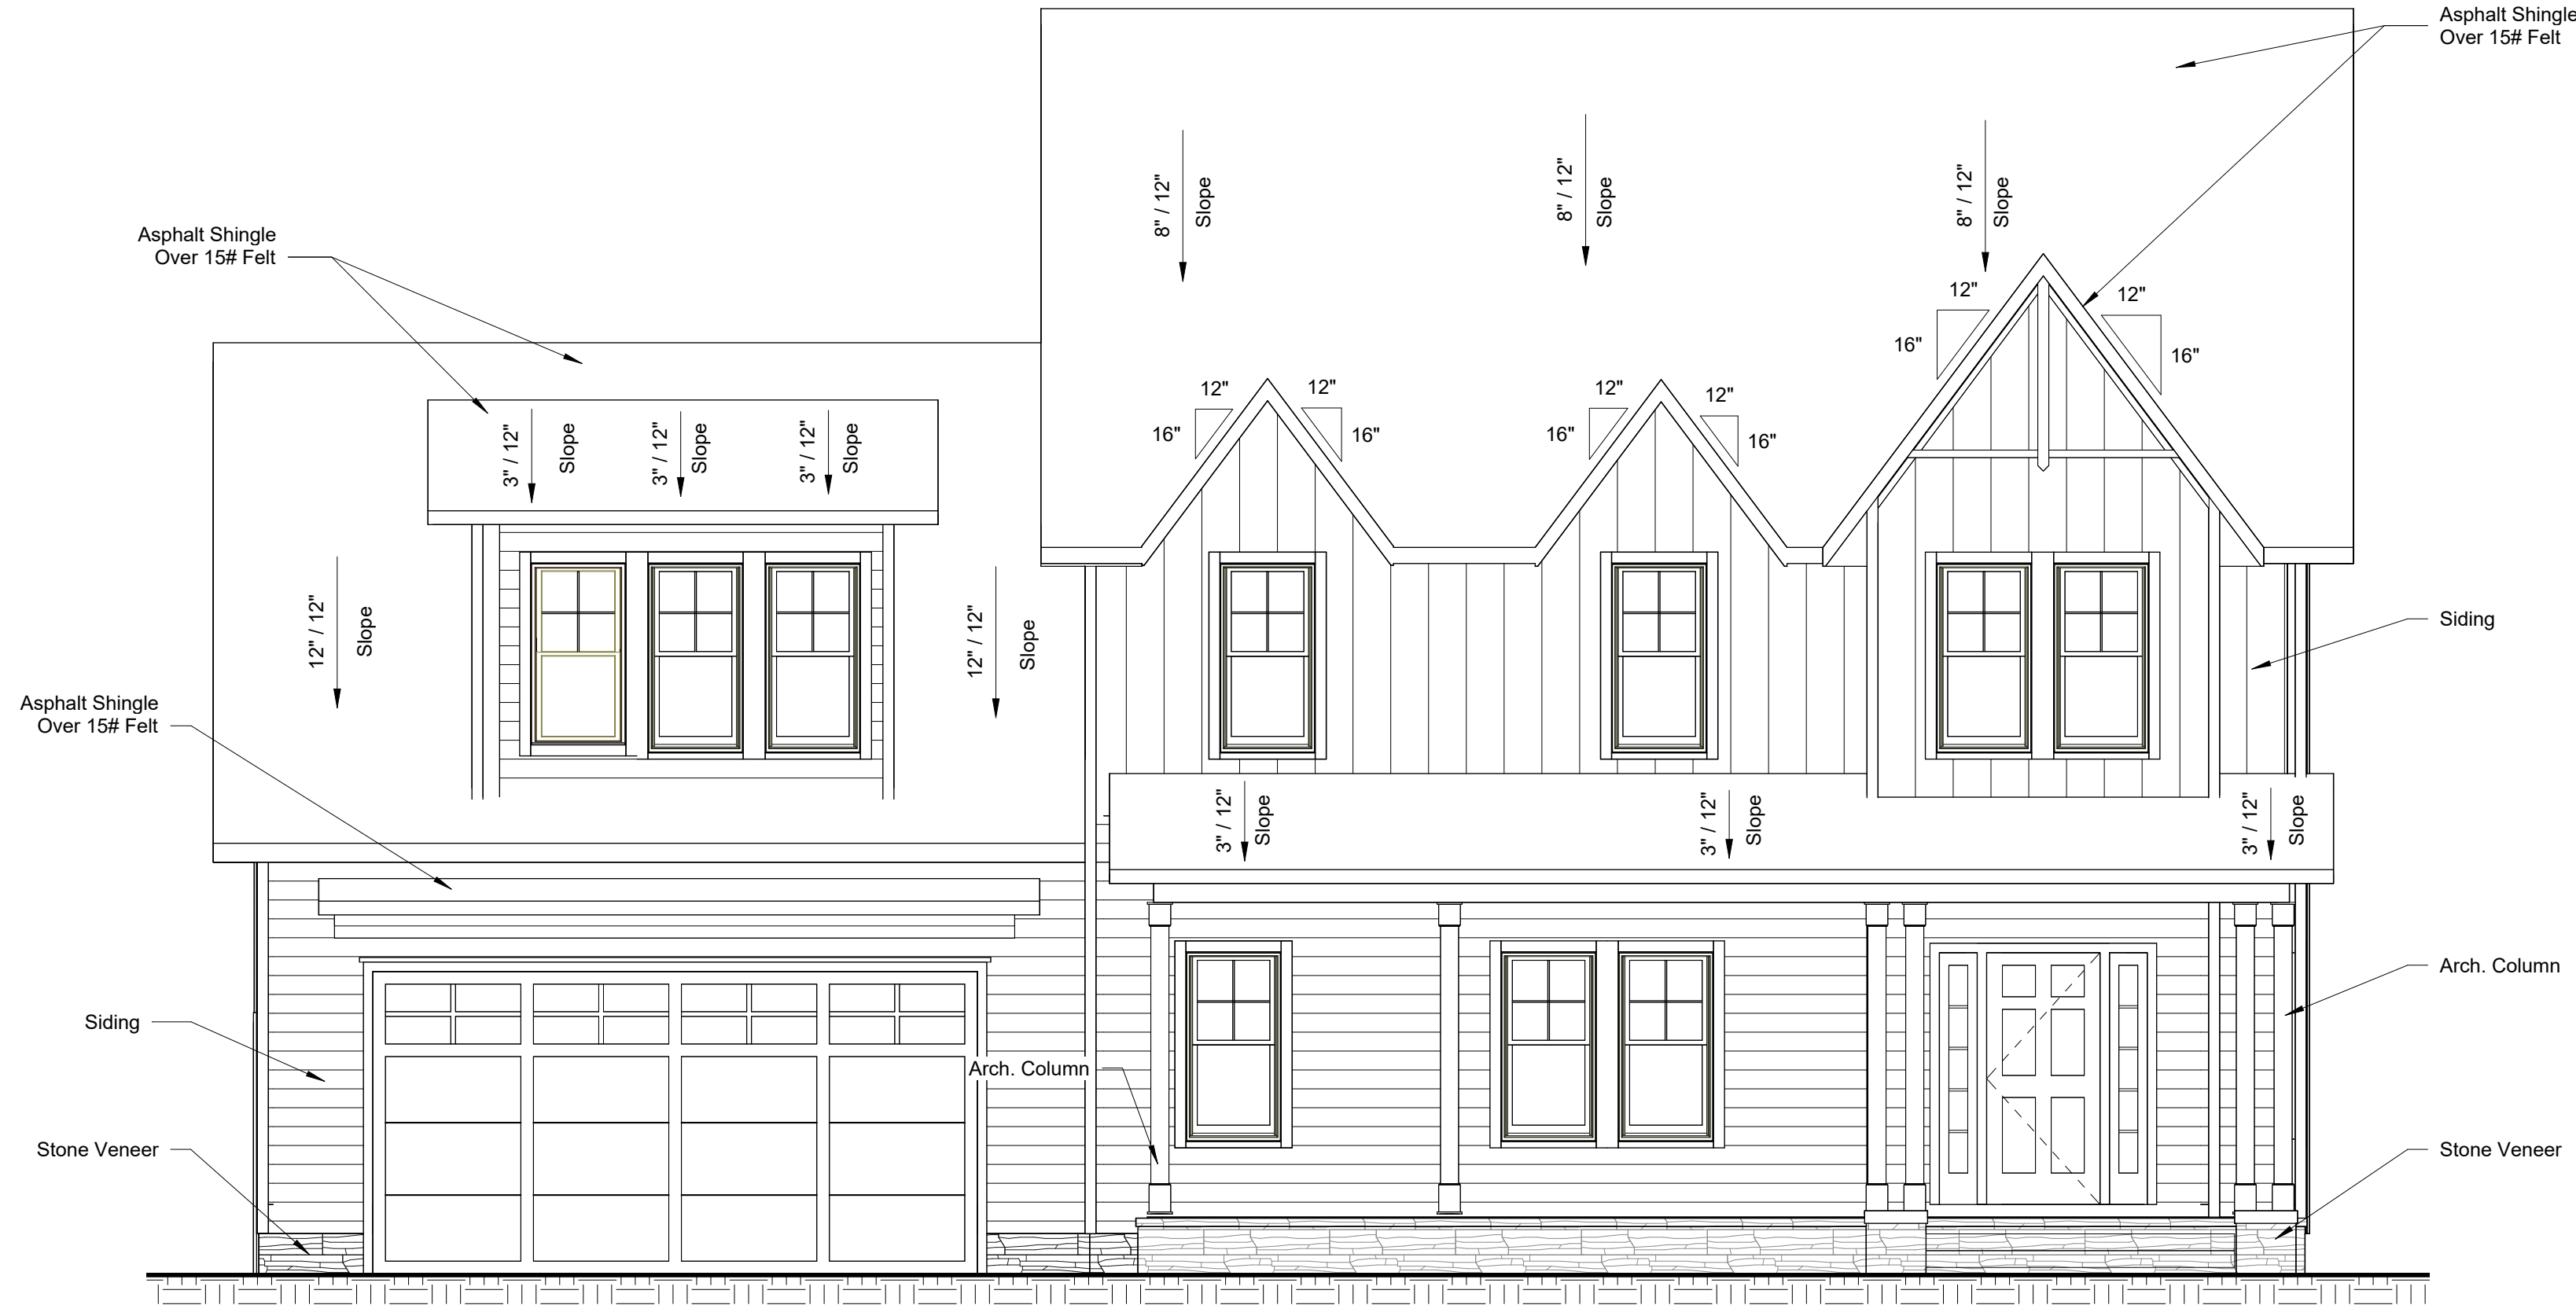 Asphalt Shingle
Over 15# Felt
8" / 12"
Slope
8" / 12"
Slope
8" / 12"
Slope
Asphalt Shingle
Over 15# Felt
12"
12"
16"
16"
12"
12"
16"
16"
12"
12"
16"
16"
3" / 12"
Slope
3" / 12"
Slope
3" / 12"
Slope
12" / 12"
Slope
12" / 12"
Slope
Siding
Asphalt Shingle
Over 15# Felt
3" / 12"
Slope
3" / 12"
Slope
3" / 12"
Slope
Arch. Column
Siding
Arch. Column
Stone Veneer
Stone Veneer